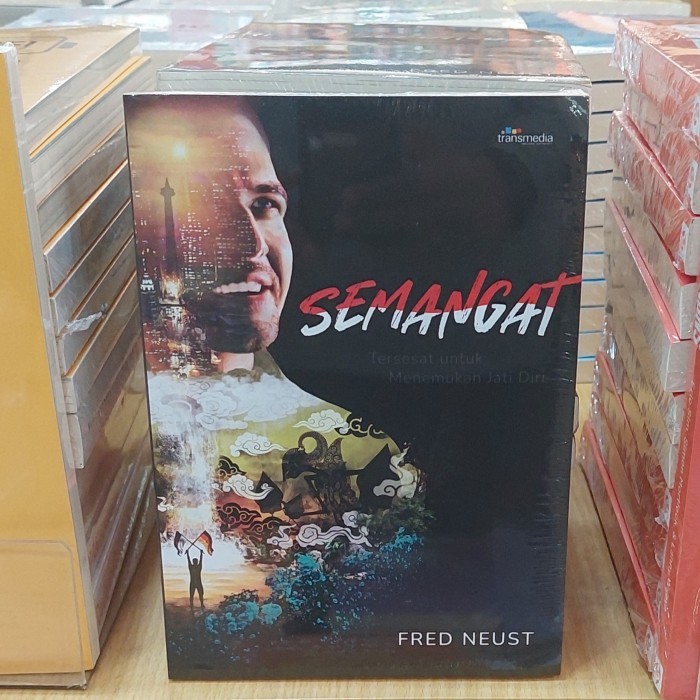 transmedia
SEMANGAT
Tersesat untuk
Menemukan Jati Diri
FRED NEUST